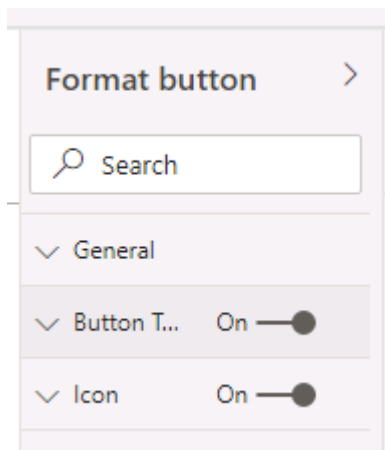 Format button
Search
General
Button T... On
Icon On